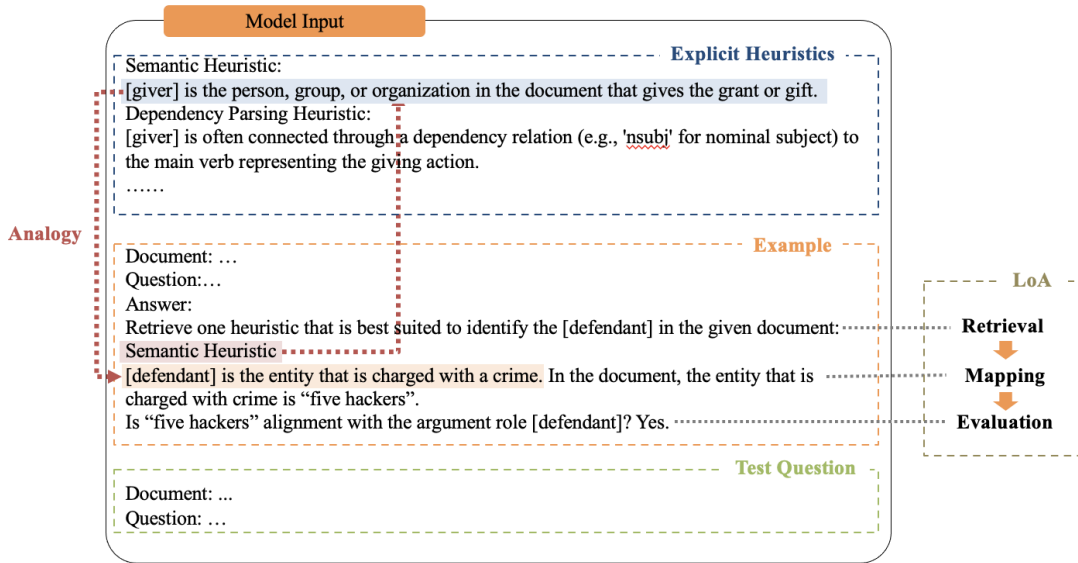 Model Input
Explicit Heuristics
Semantic Heuristic:
[giver] is the person, group, or organization in the document that gives the grant or gift.
Dependency Parsing Heuristic:
[giver] is often connected through a dependency relation (e.g., 'nsubj' for nominal subject) to
the main verb representing the giving action.
……
Analogy
Example
Document: …
Question:…
Answer:
Retrieve one heuristic that is best suited to identify the [defendant] in the given document:
Semantic Heuristic
[defendant] is the entity that is charged with a crime. In the document, the entity that is
charged with crime is “five hackers”.
Is “five hackers” alignment with the argument role [defendant]? Yes.
LoA
Retrieval
Mapping
Evaluation
Test Question
Document: ...
Question: …